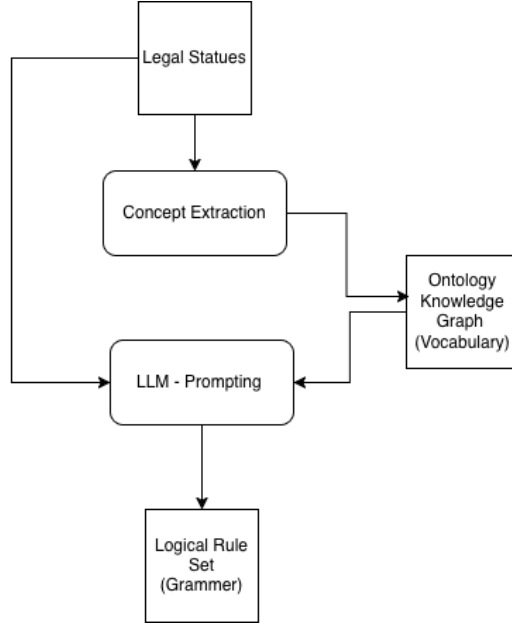 Legal Statues
Concept Extraction
Ontology
Knowledge
Graph
(Vocabulary)
LLM - Prompting
Logical Rule
Set
(Grammer)